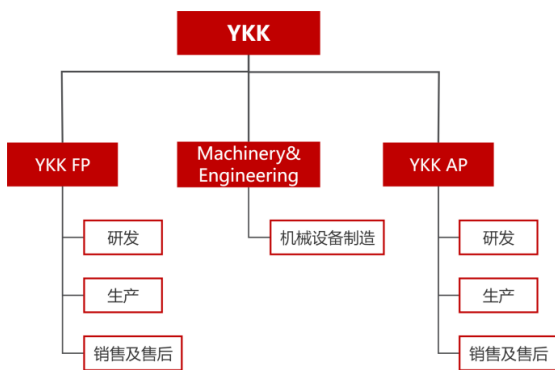 YKK
YKK FP
Machinery&
Engineering
YKK AP
研发
机械设备制造
研发
生产
生产
销售及售后
销售及售后